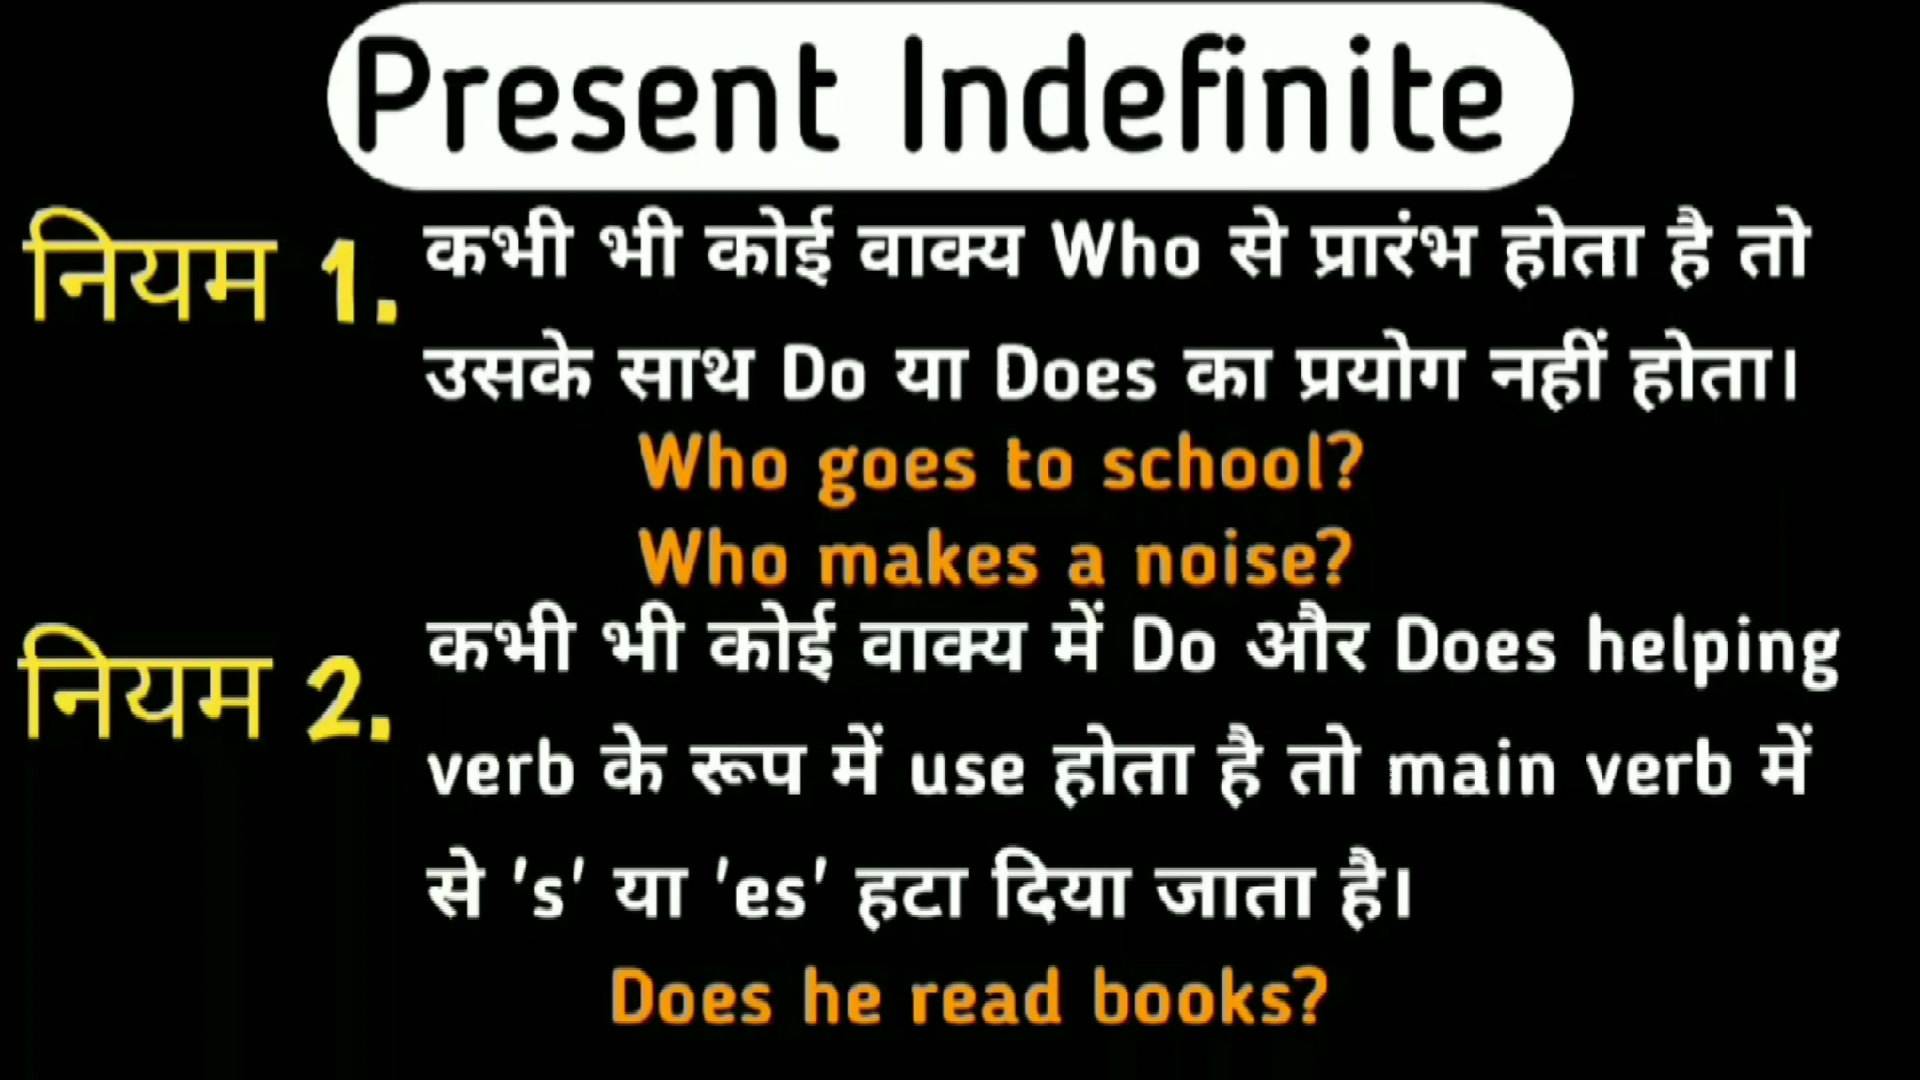 Present Indefinite
नियम 1. कभी भी कोई वाक्य Who से प्रारंभ होता है तो
उसके साथ Do या Does का प्रयोग नहीं होता।
Who goes to school?
Who makes a noise?
नियम 2. कभी भी कोई वाक्य में Do और Does helping
verb के रूप में use होता है तो main verb में
से 's' या 'es' हटा दिया जाता है।
Does he read books?